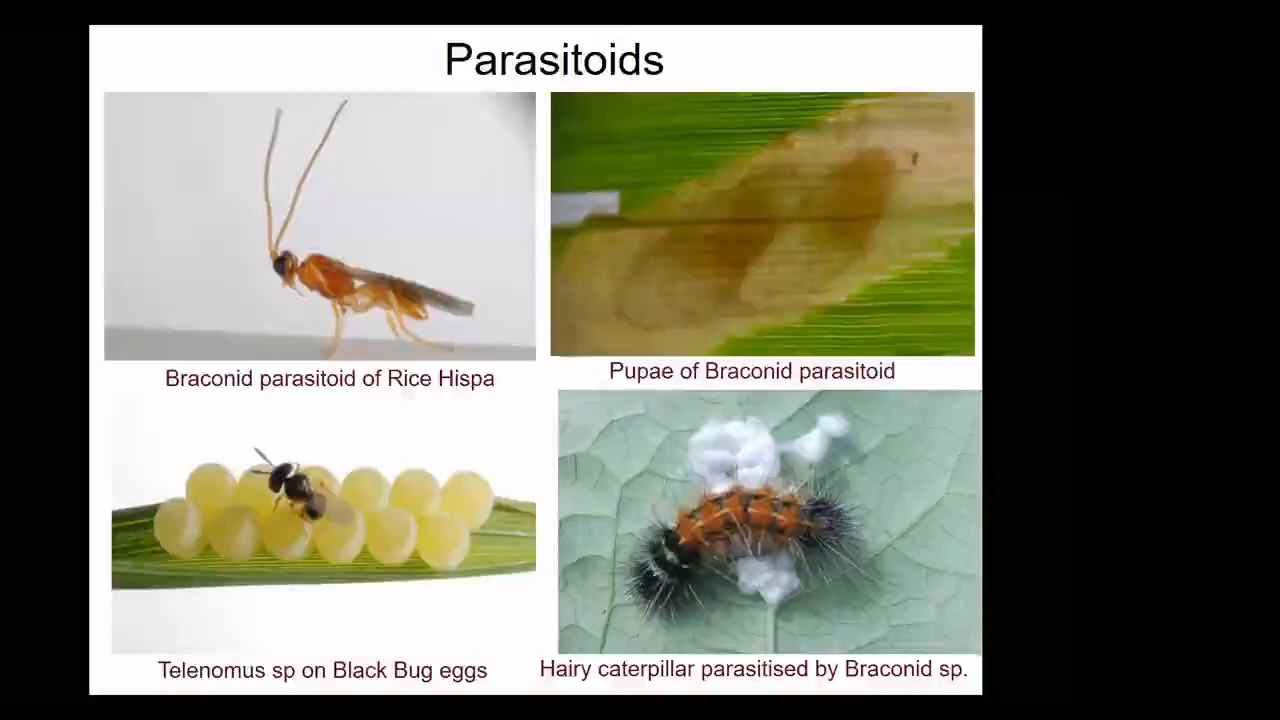 Parasitoids
Braconid parasitoid of Rice Hispa
Pupae of Braconid parasitoid
Telenomus sp on Black Bug eggs
Hairy caterpillar parasitised by Braconid sp.